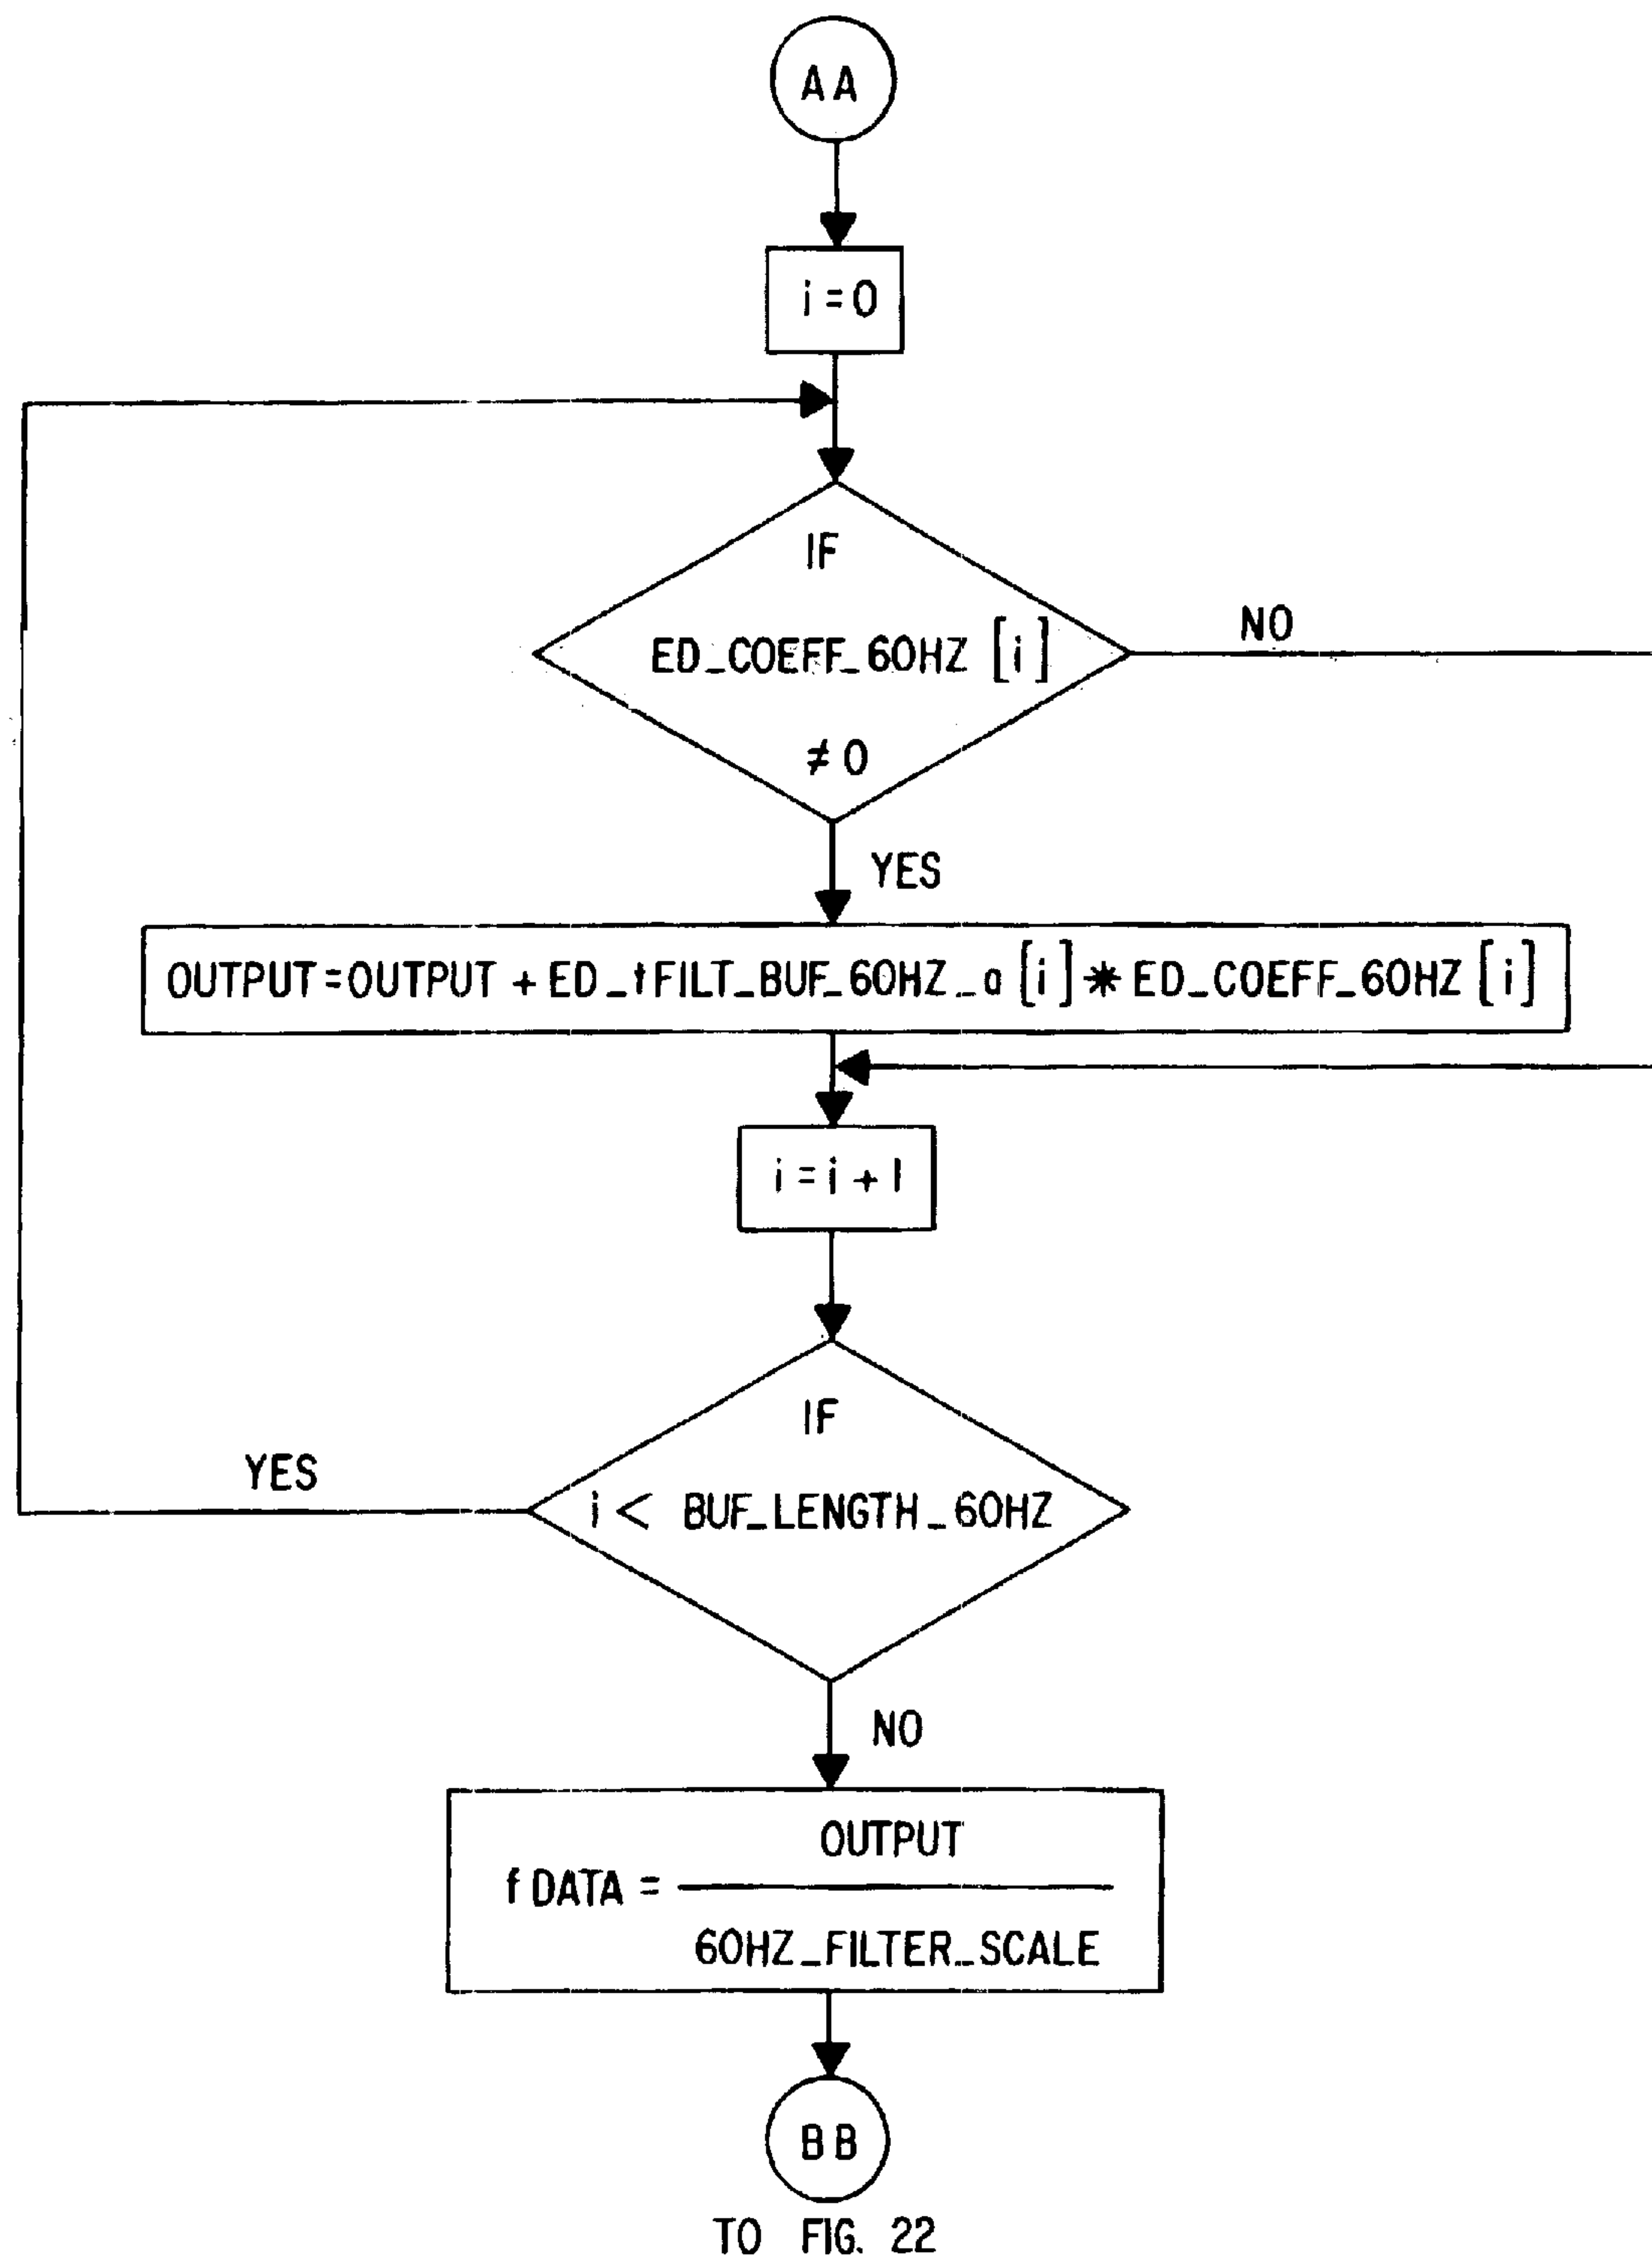 AA
i=0
IF
ED_COEFF_60HZ [i]
≠0
NO
YES
OUTPUT=OUTPUT + ED_tFILT_BUF_60HZ_a [i] * ED_COEFF_60HZ [i]
i=i+1
IF
i < BUF_LENGTH_60HZ
YES
NO
OUTPUT
f DATA =
60HZ_FILTER_SCALE
BB
TO FIG. 22